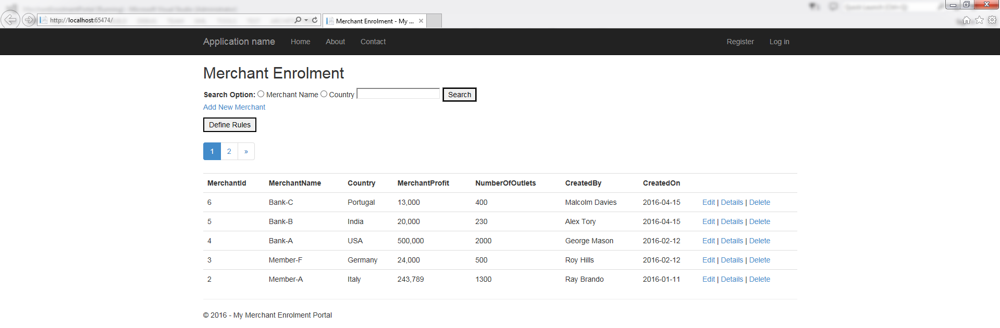 http://localhost:65474/
Merchant Enrolment - My ...
Application name Home About Contact Register Log in
Merchant Enrolment
Search Option: Merchant Name Country Search
Add New Merchant
Define Rules
1 2 »
MerchantId MerchantName Country MerchantProfit NumberOfOutlets CreatedBy CreatedOn
6 Bank-C Portugal 13,000 400 Malcolm Davies 2016-04-15 Edit | Details | Delete
5 Bank-B India 20,000 230 Alex Tory 2016-04-15 Edit | Details | Delete
4 Bank-A USA 500,000 2000 George Mason 2016-02-12 Edit | Details | Delete
3 Member-F Germany 24,000 500 Roy Hills 2016-02-12 Edit | Details | Delete
2 Member-A Italy 243,789 1300 Ray Brando 2016-01-11 Edit | Details | Delete
© 2016 - My Merchant Enrolment Portal